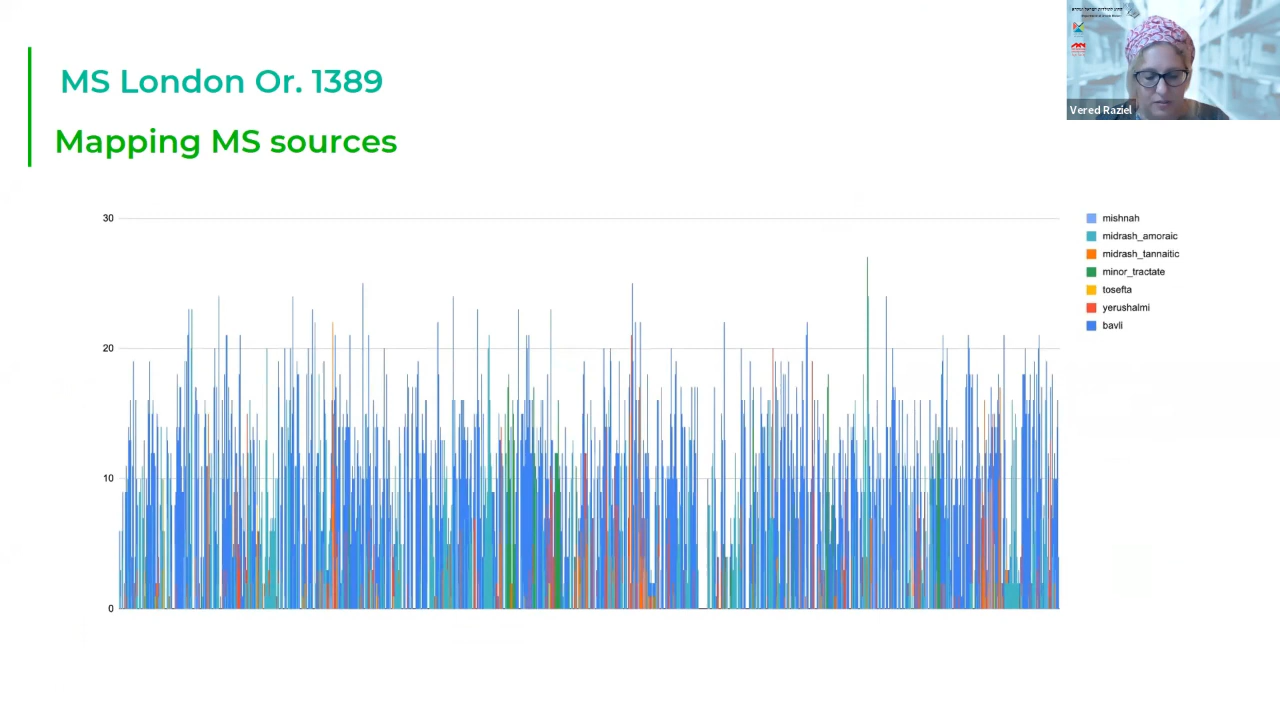 MS London Or. 1389
Mapping MS sources
Vered Raziel
30
20
10
0
mishnah
midrash_amoraic
midrash_tannaitic
minor_tractate
tosefta
yerushalmi
bavli